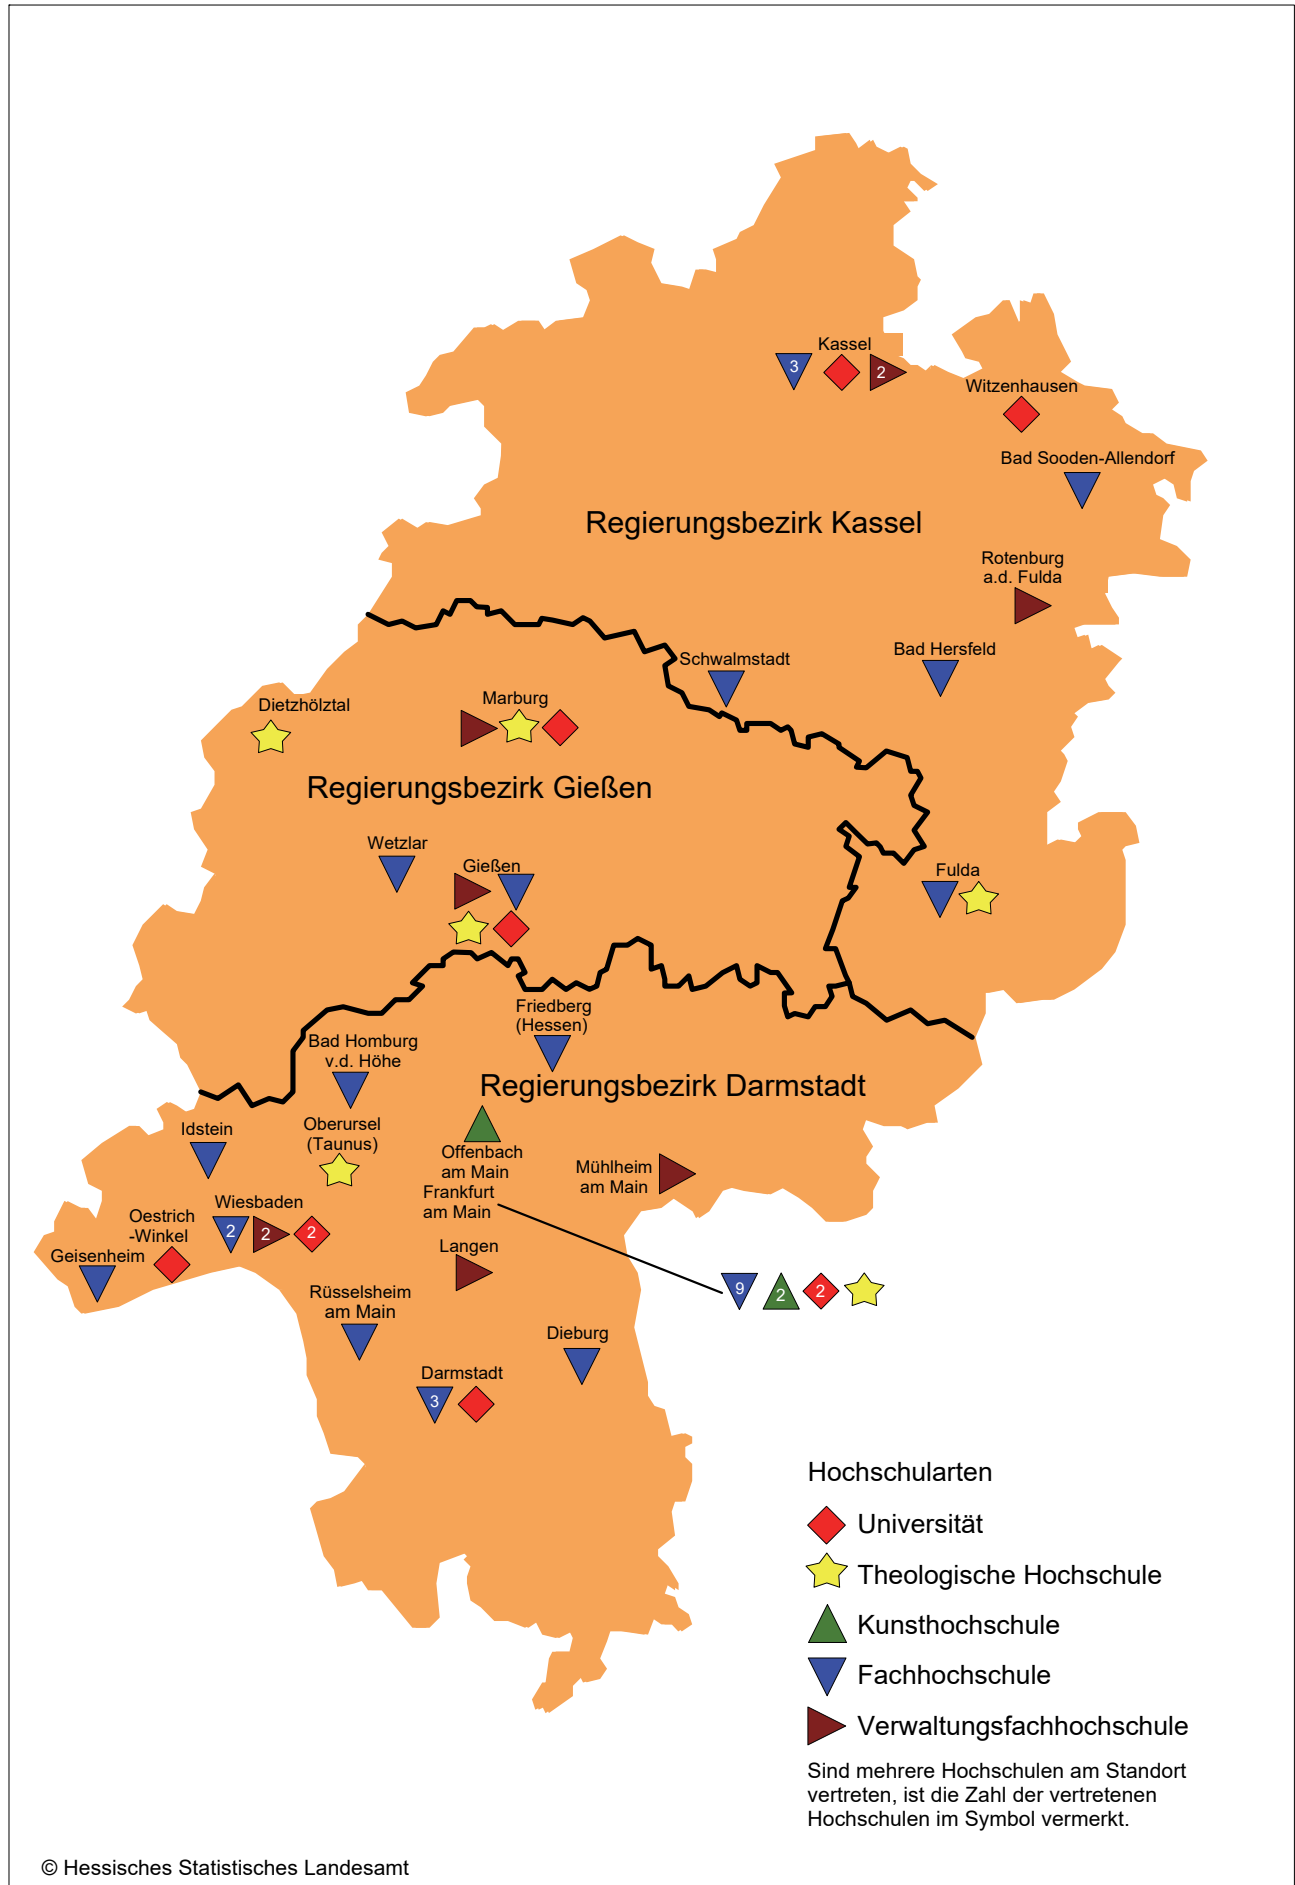 Kassel
3
2
Witzenhausen
Bad Sooden-Allendorf
Regierungsbezirk Kassel
Rotenburg
a.d. Fulda
Bad Hersfeld
Schwalmstadt
Dietzhölztal
Marburg
Regierungsbezirk Gießen
Wetzlar
Gießen
Fulda
Friedberg
(Hessen)
Bad Homburg
v.d. Höhe
Regierungsbezirk Darmstadt
Idstein
Oberursel
(Taunus)
Offenbach
am Main
Mühlheim
am Main
Frankfurt
am Main
9
2
2
Wiesbaden
2
2
2
Oestrich
-Winkel
Geisenheim
Langen
Rüsselsheim
am Main
Dieburg
Darmstadt
3
Hochschularten
Universität
Theologische Hochschule
Kunsthochschule
Fachhochschule
Verwaltungsfachhochschule
Sind mehrere Hochschulen am Standort
vertreten, ist die Zahl der vertretenen
Hochschulen im Symbol vermerkt.
© Hessisches Statistisches Landesamt